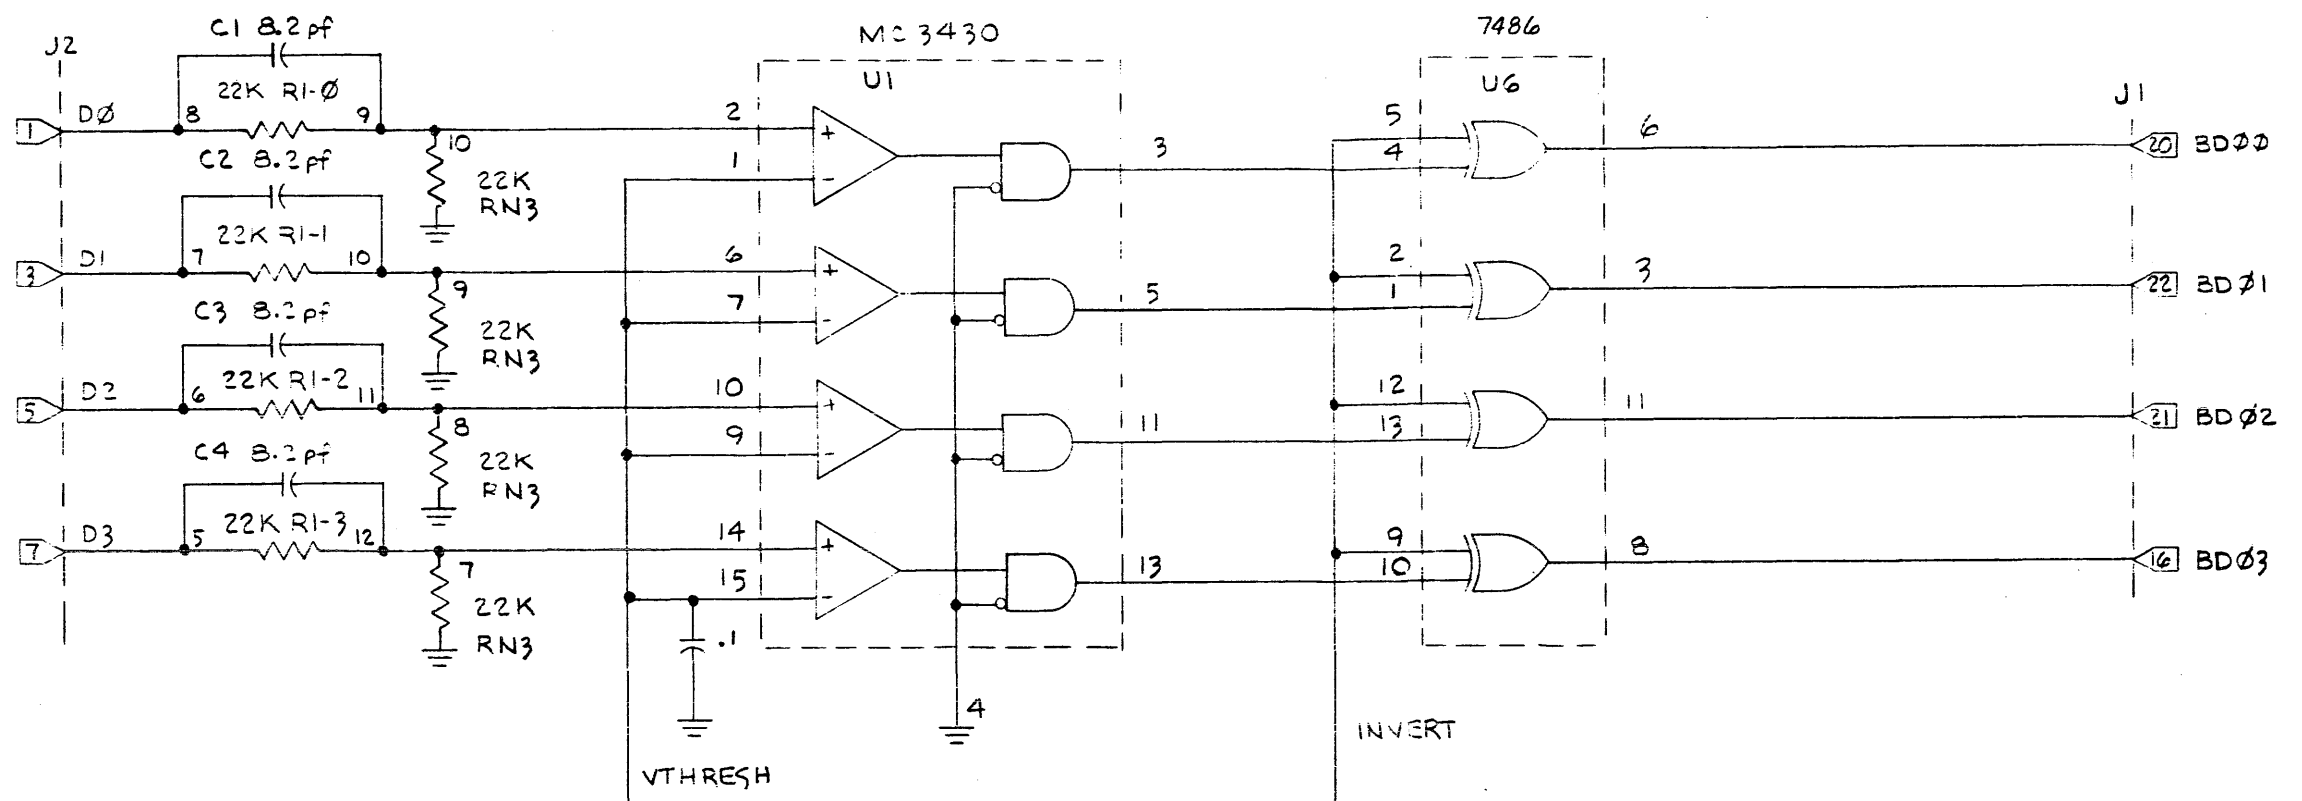 C1 8.2pf
MC3430
7486
J2
22K R1-Ø
U1
U6
J1
1 DØ 8 9 10 2 3 5 4 6 20 BDØØ
C2 8.2pf
1
22K
RN3
22K R1-1
3 D1 7 10 9 6 7 5 2 1 3 22 BDØ1
C3 8.2pf
22K
RN3
22K R1-2
5 D2 6 11 8 10 9 11 12 13 11 21 BDØ2
C4 8.2pf
22K
RN3
22K R1-3
7 D3 5 12 7 14 15 13 9 10 8 16 BDØ3
22K
RN3
.1
4
INVERT
VTHRESH
+ -
+ -
+ -
+ -